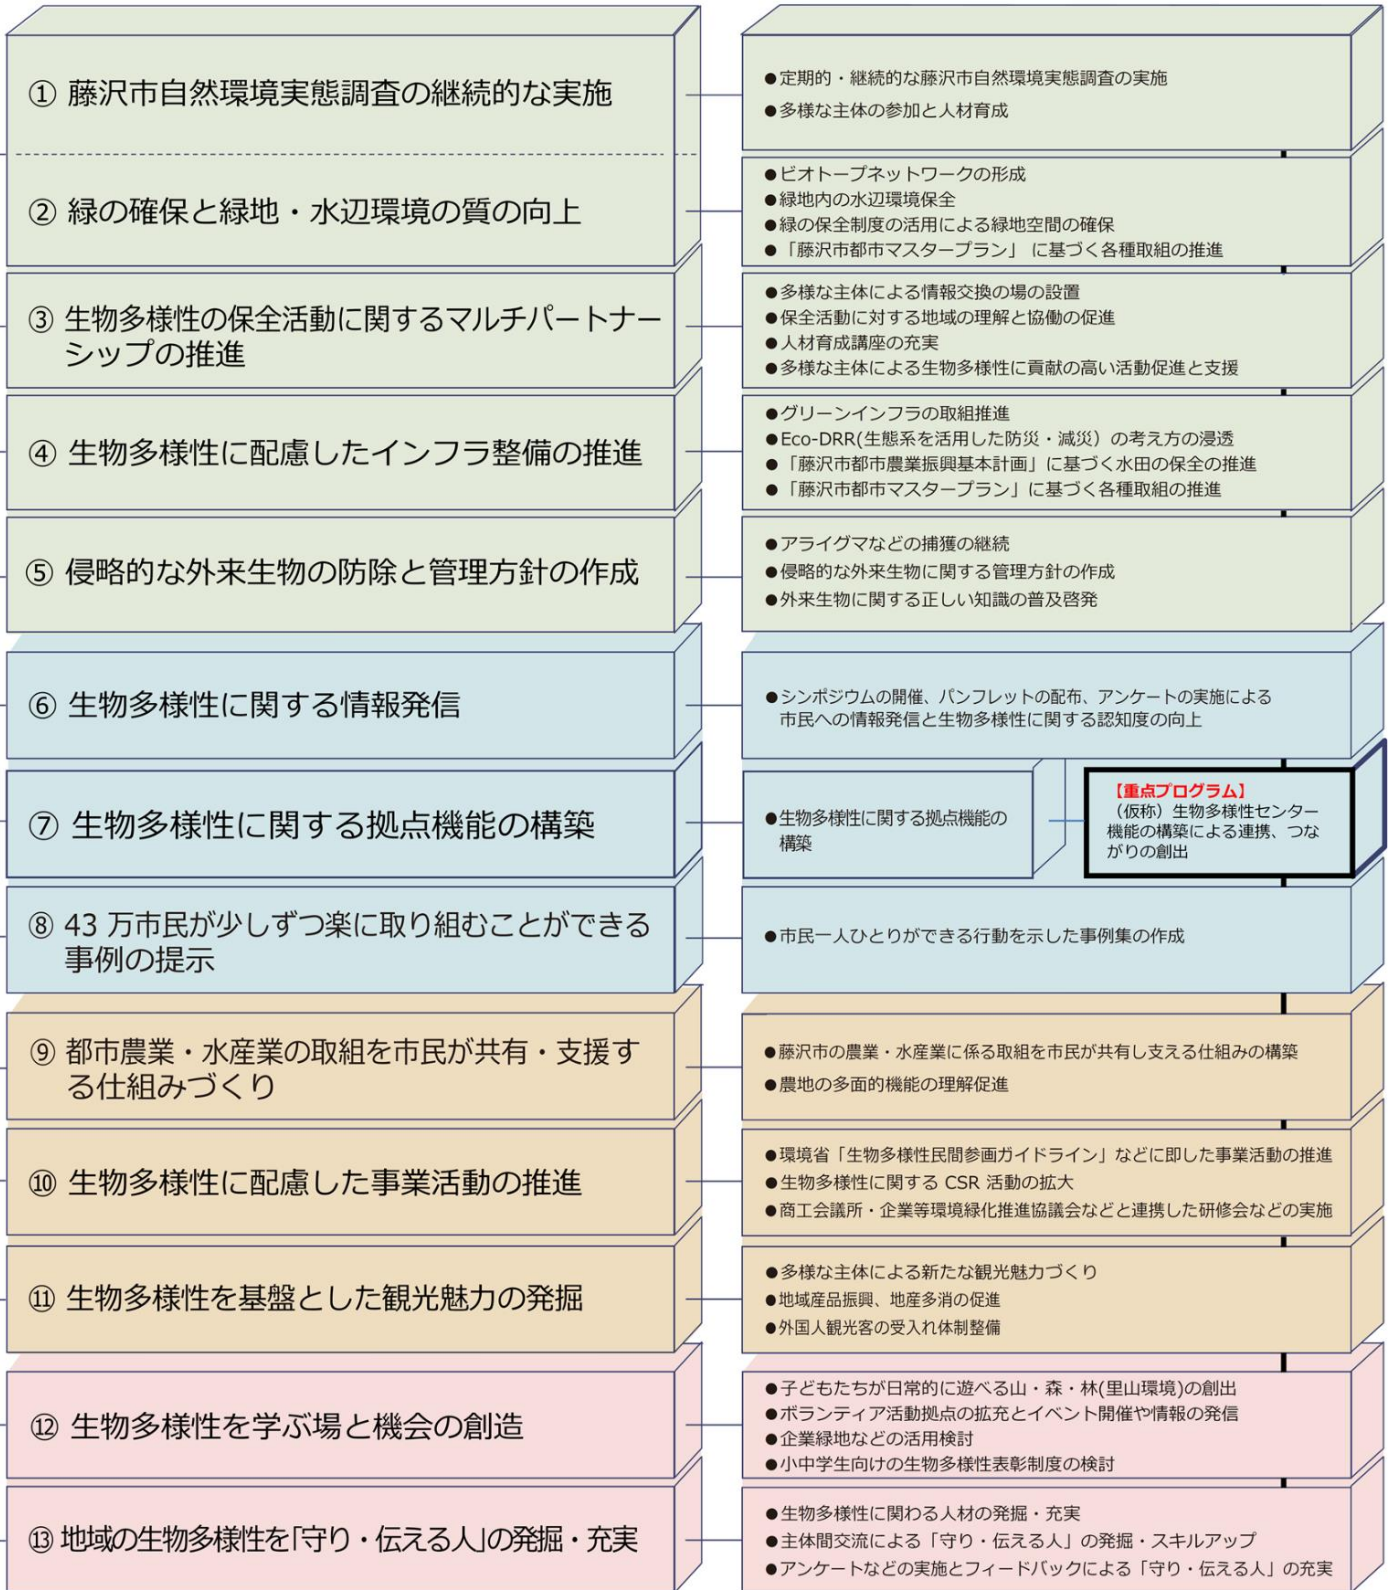 ① 藤沢市自然環境実態調査の継続的な実施
●定期的・継続的な藤沢市自然環境実態調査の実施
●多様な主体の参加と人材育成
② 緑の確保と緑地・水辺環境の質の向上
●ビオトープネットワークの形成
●緑地内の水辺環境保全
●緑の保全制度の活用による緑地空間の確保
●「藤沢市都市マスタープラン」 に基づく各種取組の推進
③ 生物多様性の保全活動に関するマルチパートナー
シップの推進
●多様な主体による情報交換の場の設置
●保全活動に対する地域の理解と協働の促進
●人材育成講座の充実
●多様な主体による生物多様性に貢献の高い活動促進と支援
④ 生物多様性に配慮したインフラ整備の推進
●グリーンインフラの取組推進
●Eco-DRR(生態系を活用した防災・減災）の考え方の浸透
●「藤沢市都市農業振興基本計画」に基づく水田の保全の推進
●「藤沢市都市マスタープラン」に基づく各種取組の推進
⑤ 侵略的な外来生物の防除と管理方針の作成
●アライグマなどの捕獲の継続
●侵略的な外来生物に関する管理方針の作成
●外来生物に関する正しい知識の普及啓発
⑥ 生物多様性に関する情報発信
●シンポジウムの開催、パンフレットの配布、アンケートの実施による
市民への情報発信と生物多様性に関する認知度の向上
⑦ 生物多様性に関する拠点機能の構築
●生物多様性に関する拠点機能の
構築
【重点プログラム】
（仮称）生物多様性センター
機能の構築による連携、つな
がりの創出
⑧ 43 万市民が少しずつ楽に取り組むことができる
事例の提示
●市民一人ひとりができる行動を示した事例集の作成
⑨ 都市農業・水産業の取組を市民が共有・支援す
る仕組みづくり
●藤沢市の農業・水産業に係る取組を市民が共有し支える仕組みの構築
●農地の多面的機能の理解促進
⑩ 生物多様性に配慮した事業活動の推進
●環境省「生物多様性民間参画ガイドライン」などに即した事業活動の推進
●生物多様性に関する CSR 活動の拡大
●商工会議所・企業等環境緑化推進協議会などと連携した研修会などの実施
⑪ 生物多様性を基盤とした観光魅力の発掘
●多様な主体による新たな観光魅力づくり
●地域産品振興、地産多消の促進
●外国人観光客の受入れ体制整備
⑫ 生物多様性を学ぶ場と機会の創造
●子どもたちが日常的に遊べる山・森・林(里山環境)の創出
●ボランティア活動拠点の拡充とイベント開催や情報の発信
●企業緑地などの活用検討
●小中学生向けの生物多様性表彰制度の検討
⑬ 地域の生物多様性を「守り・伝える人」の発掘・充実
●生物多様性に関わる人材の発掘・充実
●主体間交流による「守り・伝える人」の発掘・スキルアップ
●アンケートなどの実施とフィードバックによる「守り・伝える人」の充実